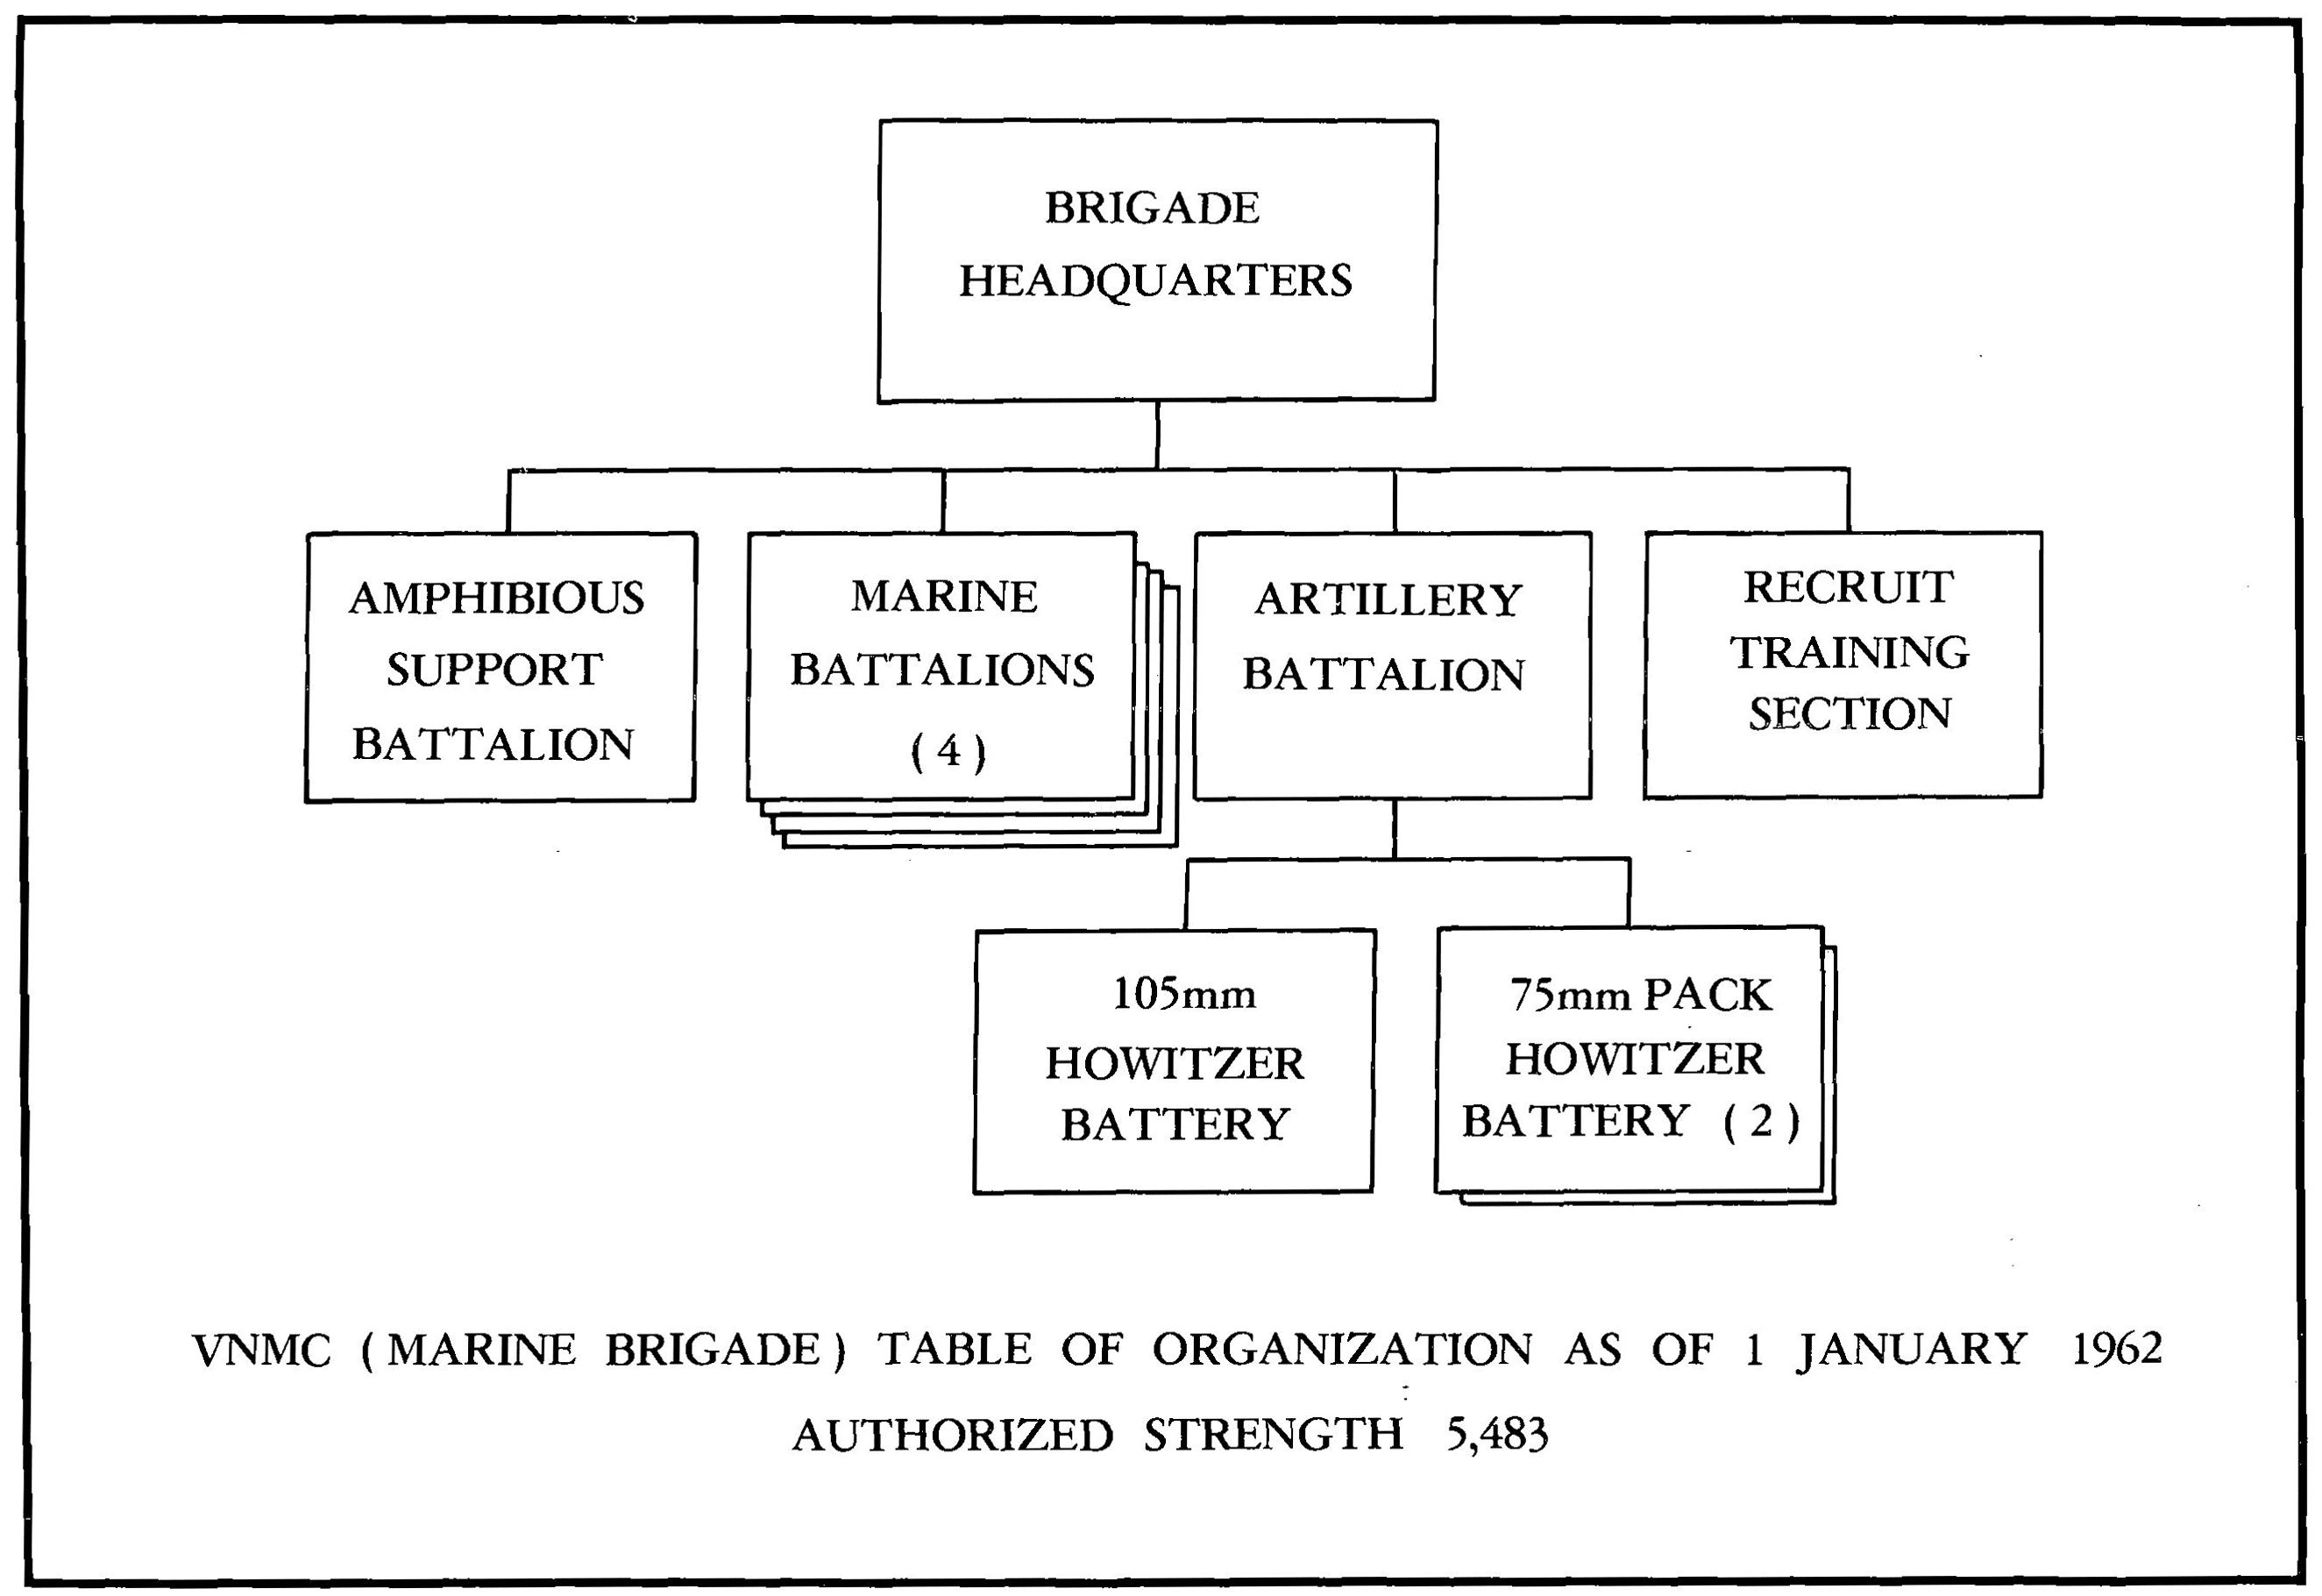 BRIGADE
HEADQUARTERS
AMPHIBIOUS
SUPPORT
BATTALION
MARINE
BATTALIONS
( 4 )
ARTILLERY
BATTALION
RECRUIT
TRAINING
SECTION
105mm
HOWITZER
BATTERY
75mm PACK
HOWITZER
BATTERY ( 2 )
VNMC ( MARINE BRIGADE ) TABLE OF ORGANIZATION AS OF 1 JANUARY 1962
AUTHORIZED STRENGTH 5,483